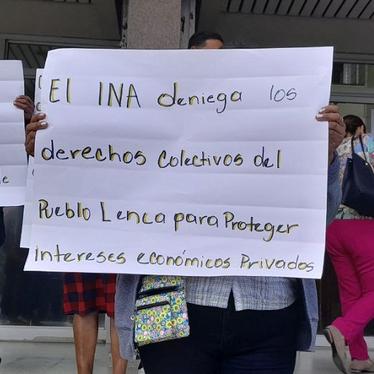 El INA deniega los
derechos colectivos del
Pueblo Lenca para Proteger
intereses económicos Privados